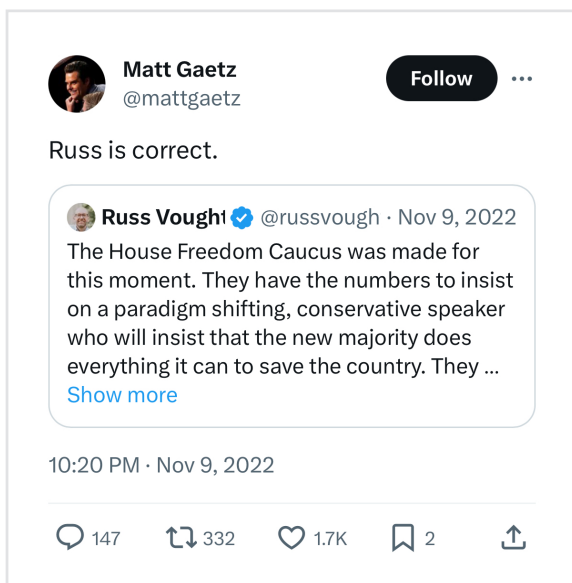 Matt Gaetz
Follow
@mattgaetz
Russ is correct.
Russ Vought @russvough · Nov 9, 2022
The House Freedom Caucus was made for
this moment. They have the numbers to insist
on a paradigm shifting, conservative speaker
who will insist that the new majority does
everything it can to save the country. They ...
Show more
10:20 PM · Nov 9, 2022
147 332 1.7K 2